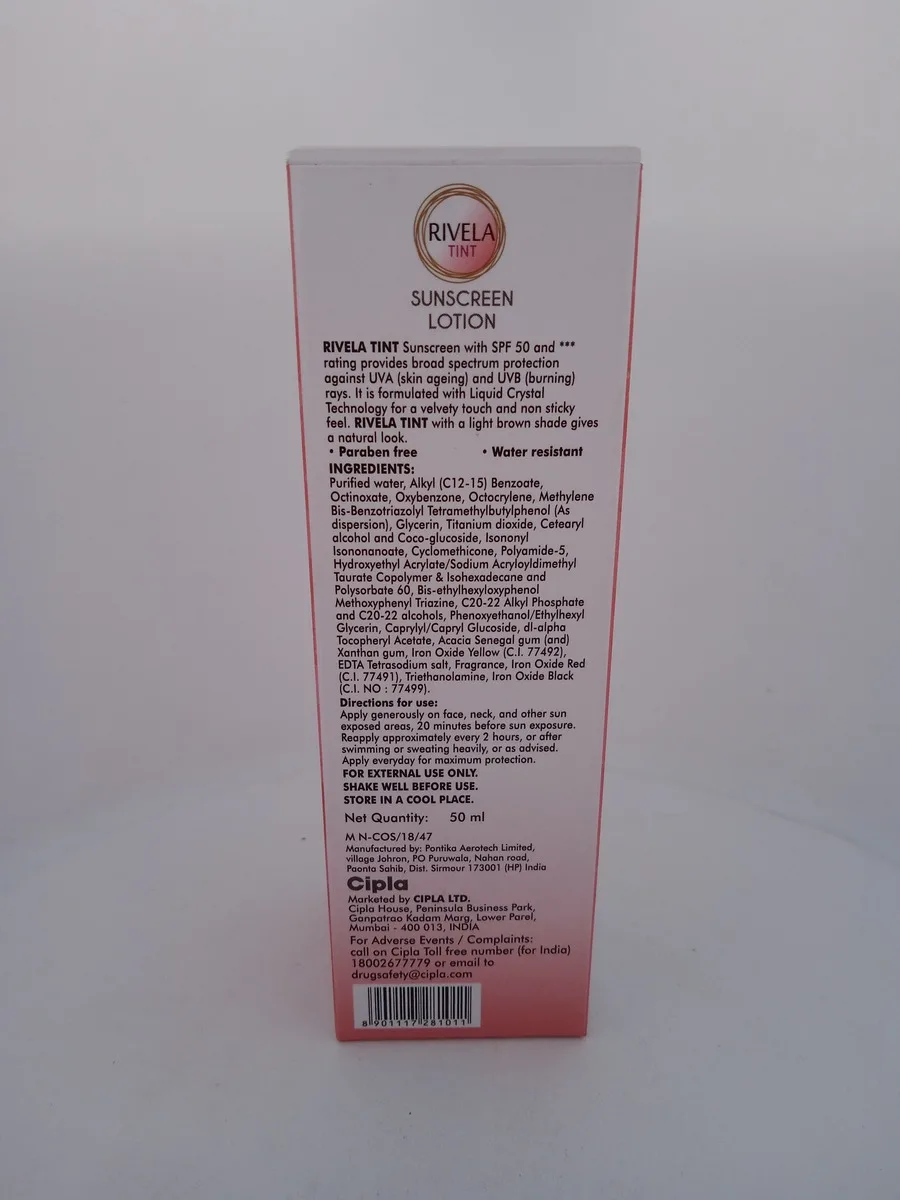 RIVELA
TINT
SUNSCREEN
LOTION
RIVELA TINT Sunscreen with SPF 50 and ***
rating provides broad spectrum protection
against UVA (skin ageing) and UVB (burning)
rays. It is formulated with Liquid Crystal
Technology for a velvety touch and non sticky
feel. RIVELA TINT with a light brown shade gives
a natural look.
• Paraben free • Water resistant
INGREDIENTS:
Purified water, Alkyl (C12-15) Benzoate,
Octinoxate, Oxybenzone, Octocrylene, Methylene
Bis-Benzotriazolyl Tetramethylbutylphenol (As
dispersion), Glycerin, Titanium dioxide, Cetearyl
alcohol and Coco-glucoside, Isononyl
Isononanoate, Cyclomethicone, Polyamide-5,
Hydroxyethyl Acrylate/Sodium Acryloyldimethyl
Taurate Copolymer & Isohexadecane and
Polysorbate 60, Bis-ethylhexyloxyphenol
Methoxyphenyl Triazine, C20-22 Alkyl Phosphate
and C20-22 alcohols, Phenoxyethanol/Ethylhexyl
Glycerin, Caprylyl/Capryl Glucoside, dl-alpha
Tocopheryl Acetate, Acacia Senegal gum (and)
Xanthan gum, Iron Oxide Yellow (C.I. 77492),
EDTA Tetrasodium salt, Fragrance, Iron Oxide Red
(C.I. 77491), Triethanolamine, Iron Oxide Black
(C.I. NO : 77499).
Directions for use:
Apply generously on face, neck, and other sun
exposed areas, 20 minutes before sun exposure.
Reapply approximately every 2 hours, or after
swimming or sweating heavily, or as advised.
Apply everyday for maximum protection.
FOR EXTERNAL USE ONLY.
SHAKE WELL BEFORE USE.
STORE IN A COOL PLACE.
Net Quantity: 50 ml
M N-COS/18/47
Manufactured by: Pontika Aerotech Limited,
village Johron, PO Puruwala, Nahan road,
Paonta Sahib, Dist. Sirmour 173001 (HP) India
Cipla
Marketed by CIPLA LTD.
Cipla House, Peninsula Business Park,
Ganpatrao Kadam Marg, Lower Parel,
Mumbai - 400 013, INDIA
For Adverse Events / Complaints:
call on Cipla Toll free number (for India)
18002677779 or email to
drugsafety@cipla.com
8 901117 281011